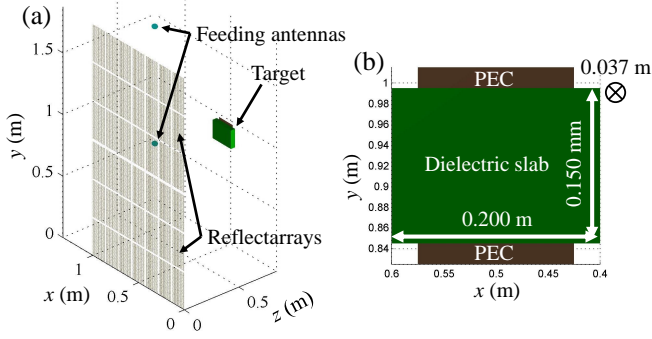 (a)
Feeding antennas
Target
Reflectarrays
y (m)
1.5
1
0.5
0
x (m)
1
0.5
0
z (m)
0
0.5
(b)
PEC
0.037 m
Dielectric slab
0.150 mm
0.200 m
PEC
y (m)
1
0.98
0.96
0.94
0.92
0.9
0.88
0.86
0.84
0.6
0.55
0.5
0.45
0.4
x (m)